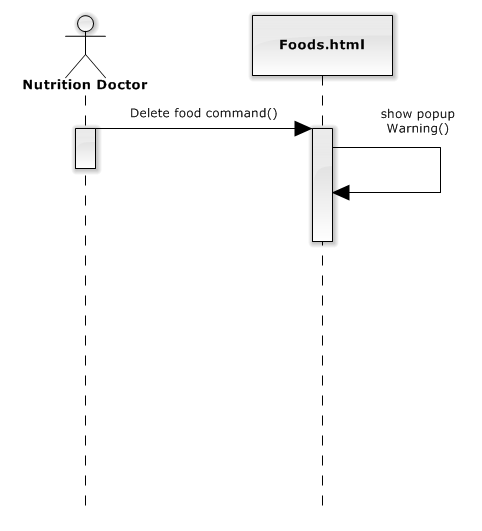 Nutrition Doctor
Foods.html
Delete food command()
show popup
Warning()